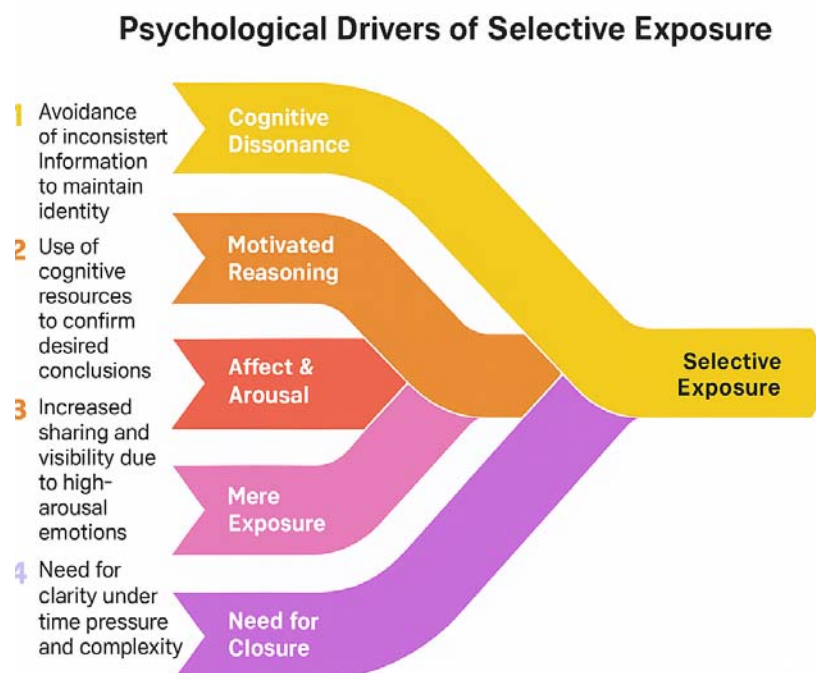 Psychological Drivers of Selective Exposure
1 Avoidance
of inconsistert
Information
to maintain
identity
Cognitive
Dissonance
2 Use of
cognitive
resources
to confirm
desired
conclusions
Motivated
Reasoning
Affect &
Arousal
3 Increased
sharing and
visibility due
to high-
arousal
emotions
Mere
Exposure
4 Need for
clarity under
time pressure
and complexity
Need for
Closure
Selective
Exposure